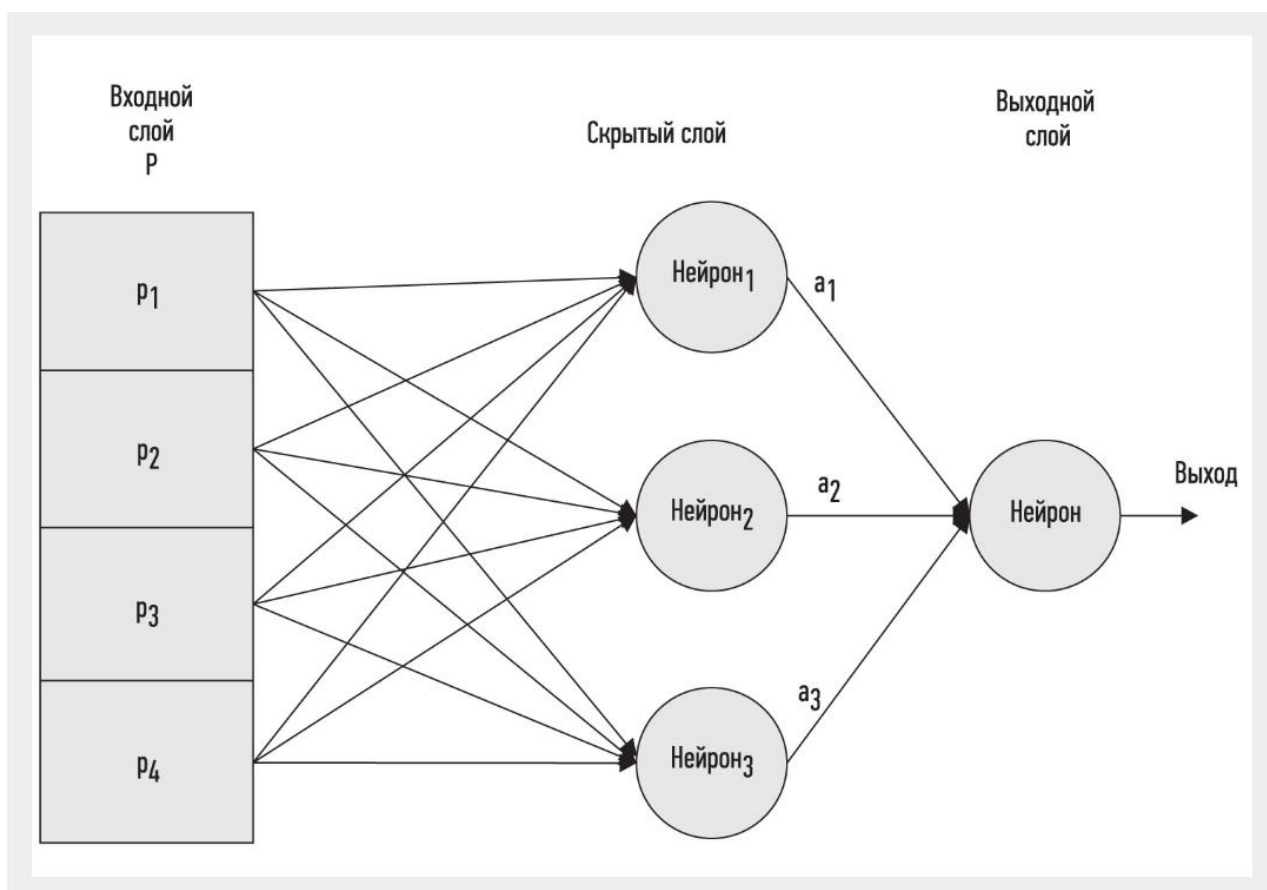 Входной
слой
P
Скрытый слой
Выходной
слой
p1
p2
p3
p4
Нейрон1
Нейрон2
Нейрон3
a1
a2
a3
Нейрон
Выход